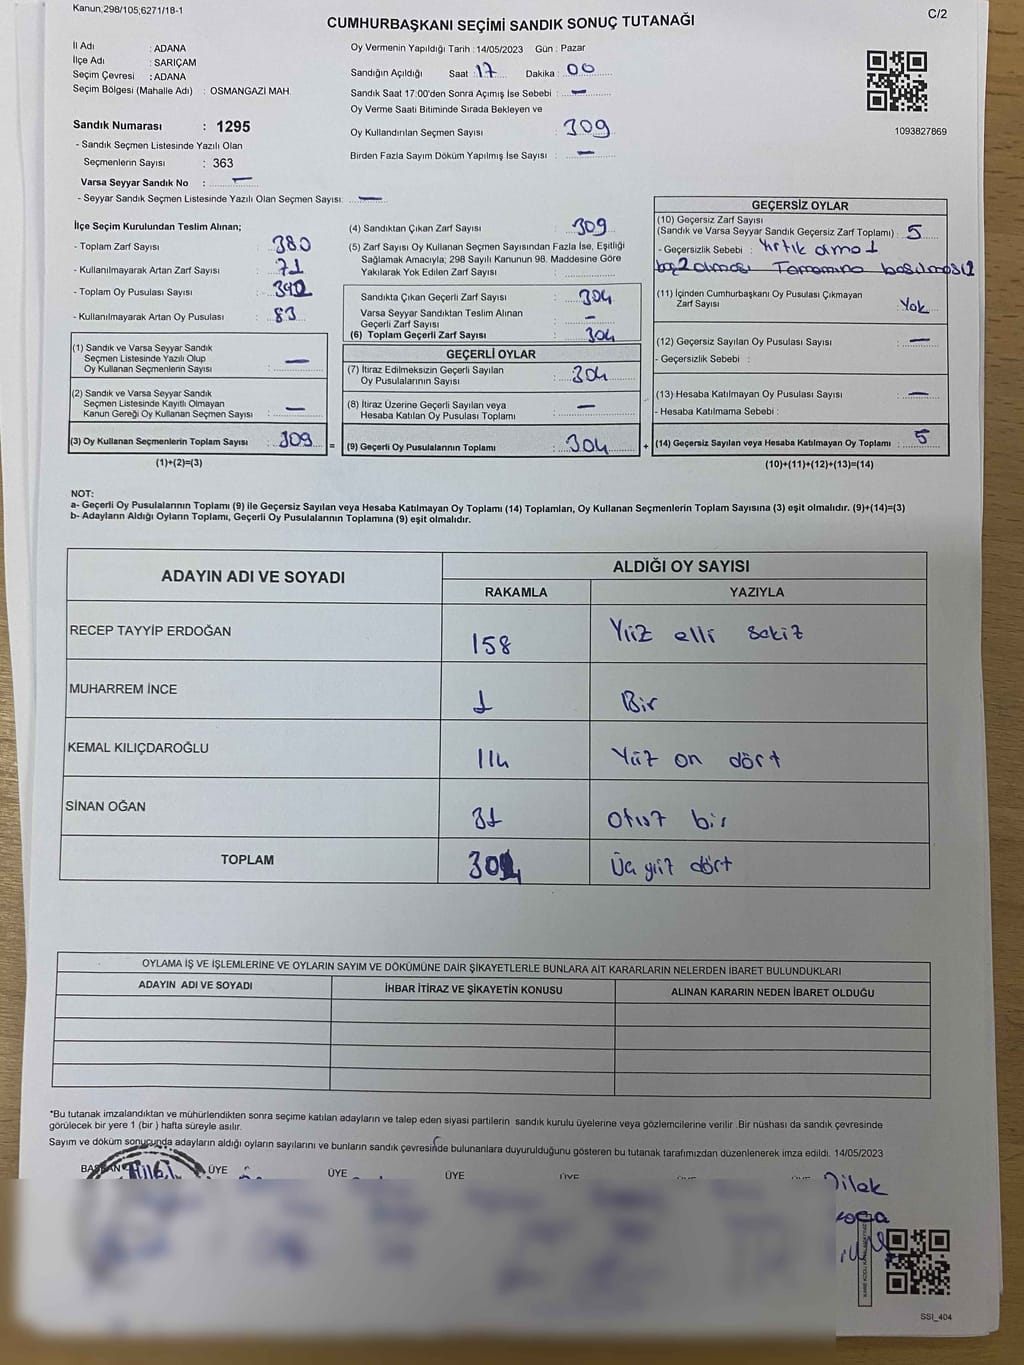 Kanun;298/105;6271/18-1
C/2
CUMHURBAŞKANI SEÇİMİ SANDIK SONUÇ TUTANAĞI
İl Adı : ADANA
İlçe Adı : SARIÇAM
Seçim Çevresi : ADANA
Seçim Bölgesi (Mahalle Adı) : OSMANGAZİ MAH.
Sandık Numarası : 1295
- Sandık Seçmen Listesinde Yazılı Olan
Seçmenlerin Sayısı : 363
Varsa Seyyar Sandık No : —
- Seyyar Sandık Seçmen Listesinde Yazılı Olan Seçmen Sayısı: —
Oy Vermenin Yapıldığı Tarih : 14/05/2023 Gün : Pazar
Sandığın Açıldığı Saat : 17 Dakika : 00
Sandık Saat 17:00'den Sonra Açımış İse Sebebi : —
Oy Verme Saati Bitiminde Sırada Bekleyen ve
Oy Kullandırılan Seçmen Sayısı : 309
Birden Fazla Sayım Döküm Yapılmış İse Sayısı : —
1093827869
İlçe Seçim Kurulundan Teslim Alınan;
- Toplam Zarf Sayısı : 380
- Kullanılmayarak Artan Zarf Sayısı : 71
- Toplam Oy Pusulası Sayısı :
- Kullanılmayarak Artan Oy Pusulası : 83
(1) Sandık ve Varsa Seyyar Sandık
Seçmen Listesinde Yazılı Olup
Oy Kullanan Seçmenlerin Sayısı : —
(2) Sandık ve Varsa Seyyar Sandık
Seçmen Listesinde Kayıtlı Olmayan
Kanun Gereği Oy Kullanan Seçmen Sayısı : —
(3) Oy Kullanan Seçmenlerin Toplam Sayısı : 309 =
(1)+(2)=(3)
(4) Sandıktan Çıkan Zarf Sayısı : 309
(5) Zarf Sayısı Oy Kullanan Seçmen Sayısından Fazla İse, Eşitliği
Sağlamak Amacıyla; 298 Sayılı Kanunun 98. Maddesine Göre
Yakılarak Yok Edilen Zarf Sayısı :
Sandıkta Çıkan Geçerli Zarf Sayısı : 304
Varsa Seyyar Sandıktan Teslim Alınan
Geçerli Zarf Sayısı : —
(6) Toplam Geçerli Zarf Sayısı : 304
GEÇERLİ OYLAR
(7) İtiraz Edilmeksizin Geçerli Sayılan
Oy Pusulalarının Sayısı : 304
(8) İtiraz Üzerine Geçerli Sayılan veya
Hesaba Katılan Oy Pusulası Toplamı : —
(9) Geçerli Oy Pusulalarının Toplamı : 304 +
GEÇERSİZ OYLAR
(10) Geçersiz Zarf Sayısı
(Sandık ve Varsa Seyyar Sandık Geçersiz Zarf Toplamı) : 5
- Geçersizlik Sebebi : Yırtık olma 1
boş 2 olması Tamamına basılması 2
(11) İçinden Cumhurbaşkanı Oy Pusulası Çıkmayan
Zarf Sayısı : Yok
(12) Geçersiz Sayılan Oy Pusulası Sayısı : —
- Geçersizlik Sebebi :
(13) Hesaba Katılmayan Oy Pusulası Sayısı : —
- Hesaba Katılmama Sebebi :
(14) Geçersiz Sayılan veya Hesaba Katılmayan Oy Toplamı : 5
(10)+(11)+(12)+(13)=(14)
NOT:
a- Geçerli Oy Pusulalarının Toplamı (9) ile Geçersiz Sayılan veya Hesaba Katılmayan Oy Toplamı (14) Toplamları, Oy Kullanan Seçmenlerin Toplam Sayısına (3) eşit olmalıdır. (9)+(14)=(3)
b- Adayların Aldığı Oyların Toplamı, Geçerli Oy Pusulalarının Toplamına (9) eşit olmalıdır.
ADAYIN ADI VE SOYADI
ALDIĞI OY SAYISI
RAKAMLA YAZIYLA
RECEP TAYYİP ERDOĞAN 158 Yüz elli sekiz
MUHARREM İNCE 1 Bir
KEMAL KILIÇDAROĞLU 114 Yüz on dört
SİNAN OĞAN 31 Otuz bir
TOPLAM 304 Üç yüz dört
OYLAMA İŞ VE İŞLEMLERİNE VE OYLARIN SAYIM VE DÖKÜMÜNE DAİR ŞİKAYETLERLE BUNLARA AİT KARARLARIN NELERDEN İBARET BULUNDUKLARI
ADAYIN ADI VE SOYADI İHBAR İTİRAZ VE ŞİKAYETİN KONUSU ALINAN KARARIN NEDEN İBARET OLDUĞU
*Bu tutanak imzalandıktan ve mühürlendikten sonra seçime katılan adayların ve talep eden siyasi partilerin sandık kurulu üyelerine veya gözlemcilerine verilir .Bir nüshası da sandık çevresinde
görülecek bir yere 1 (bir ) hafta süreyle asılır.
Sayım ve döküm sonucunda adayların aldığı oyların sayılarını ve bunların sandık çevresinde bulunanlara duyurulduğunu gösteren bu tutanak tarafımızdan düzenlenerek imza edildi. 14/05/2023
BAŞKAN ÜYE ÜYE ÜYE ÜYE
Dilek
SSİ_404